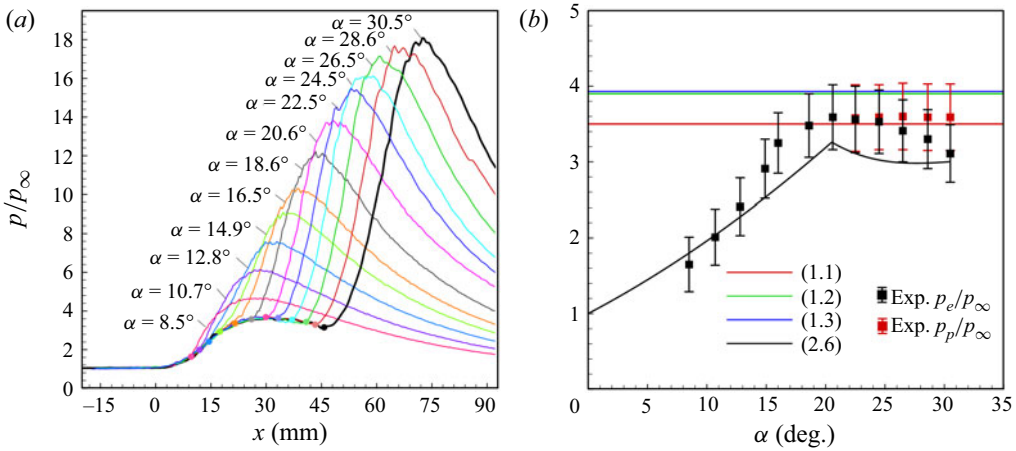 (a)
α = 30.5°
α = 28.6°
α = 26.5°
α = 24.5°
α = 22.5°
α = 20.6°
α = 18.6°
α = 16.5°
α = 14.9°
α = 12.8°
α = 10.7°
α = 8.5°
18
16
14
12
10
8
6
4
2
0
p/p∞
−15 0 15 30 45 60 75 90
x (mm)
(b)
5
4
3
2
1
0
5 10 15 20 25 30 35
α (deg.)
(1.1)
(1.2)
(1.3)
(2.6)
Exp. pe/p∞
Exp. pp/p∞